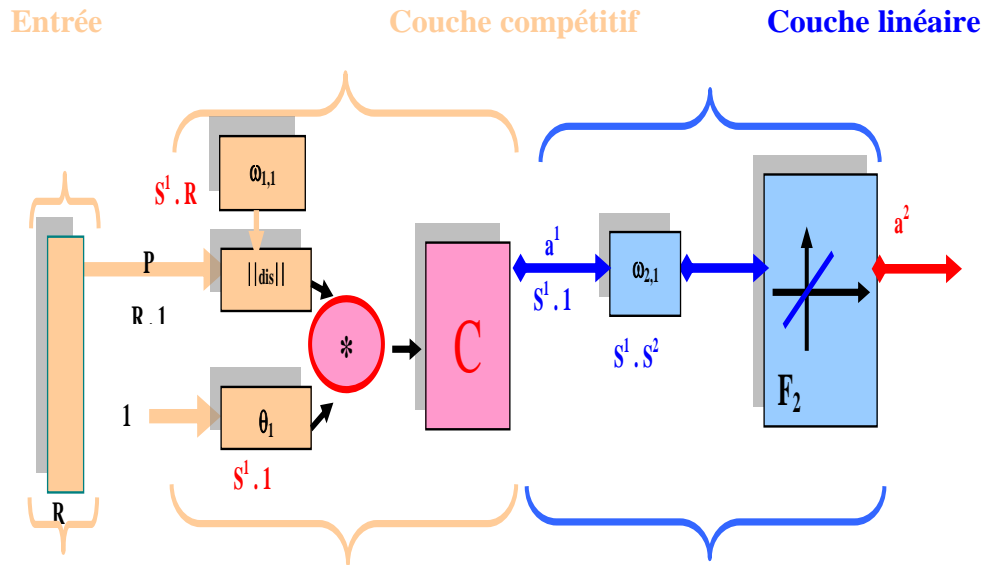 Entrée Couche compétitif Couche linéaire
ω1,1
S¹ . R
P
||dis||
R . 1
*
C
a¹
S¹ . 1
ω2,1
S¹ . S²
F₂
a²
1
θ₁
S¹ . 1
R